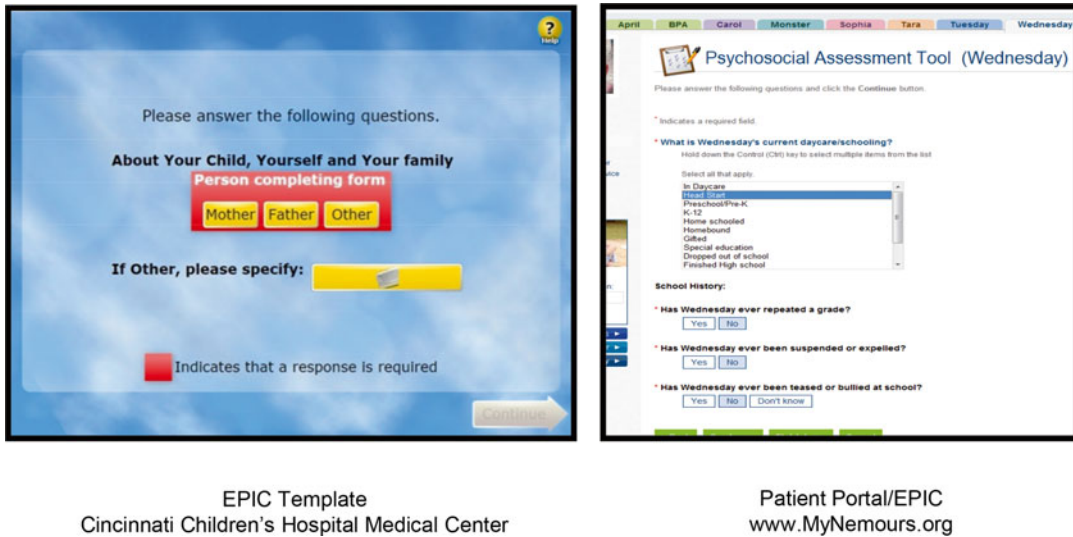 ?
Help
Please answer the following questions.
About Your Child, Yourself and Your family
Person completing form
Mother Father Other
If Other, please specify:
Indicates that a response is required
Continue
EPIC Template
Cincinnati Children's Hospital Medical Center
April BPA Carol Monster Sophia Tara Tuesday Wednesday
Psychosocial Assessment Tool (Wednesday)
Please answer the following questions and click the Continue button.
* Indicates a required field.
* What is Wednesday's current daycare/schooling?
Hold down the Control (Ctrl) key to select multiple items from the list
Select all that apply.
In Daycare
Head Start
Preschool/Pre-K
K-12
Home schooled
Homebound
Gifted
Special education
Dropped out of school
Finished High school
School History:
* Has Wednesday ever repeated a grade?
Yes No
* Has Wednesday ever been suspended or expelled?
Yes No
* Has Wednesday ever been teased or bullied at school?
Yes No Don't know
Patient Portal/EPIC
www.MyNemours.org